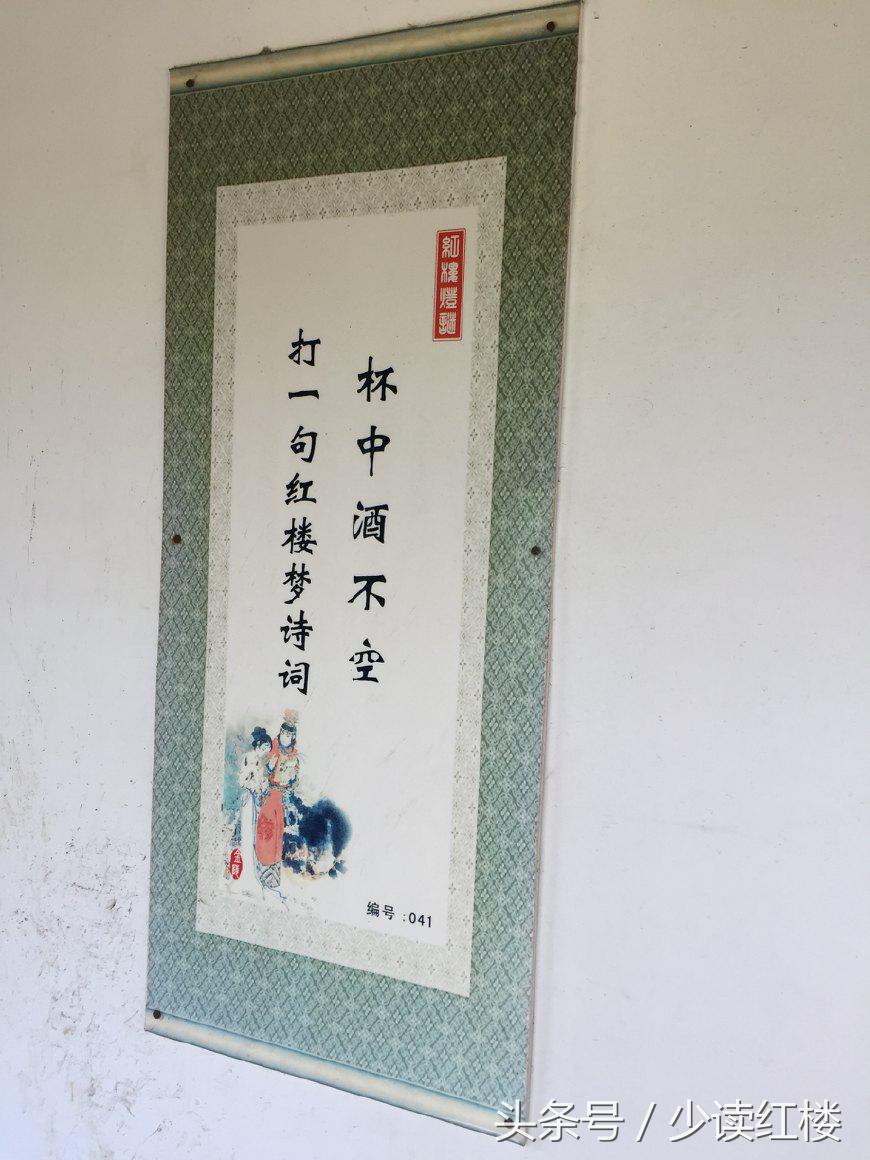 紅樓燈謎
杯中酒不空
打一句红楼梦诗词
编号:041
头条号 / 少读红楼